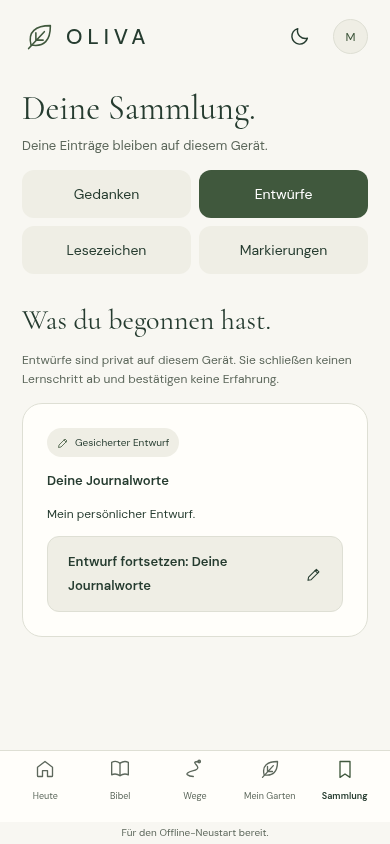 OLIVA
M
Deine Sammlung.
Deine Einträge bleiben auf diesem Gerät.
Gedanken
Entwürfe
Lesezeichen
Markierungen
Was du begonnen hast.
Entwürfe sind privat auf diesem Gerät. Sie schließen keinen
Lernschritt ab und bestätigen keine Erfahrung.
Gesicherter Entwurf
Deine Journalworte
Mein persönlicher Entwurf.
Entwurf fortsetzen: Deine
Journalworte
Heute
Bibel
Wege
Mein Garten
Sammlung
Für den Offline-Neustart bereit.